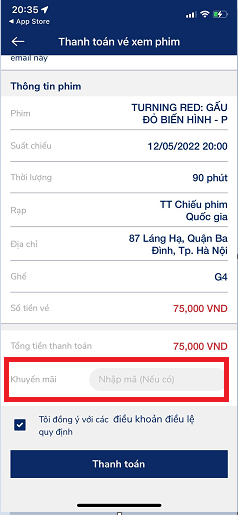 20:35
App Store
Thanh toán vé xem phim
email này
Thông tin phim
Phim TURNING RED: GẤU
ĐỎ BIẾN HÌNH - P
Suất chiếu 12/05/2022 20:00
Thời lượng 90 phút
Rạp TT Chiếu phim
Quốc gia
Địa chỉ 87 Láng Hạ, Quận Ba
Đình, Tp. Hà Nội
Ghế G4
Số tiền vé 75,000 VND
Tổng tiền thanh toán 75,000 VND
Khuyến mãi Nhập mã (Nếu có)
Tôi đồng ý với các điều khoản điều lệ
quy định
Thanh toán